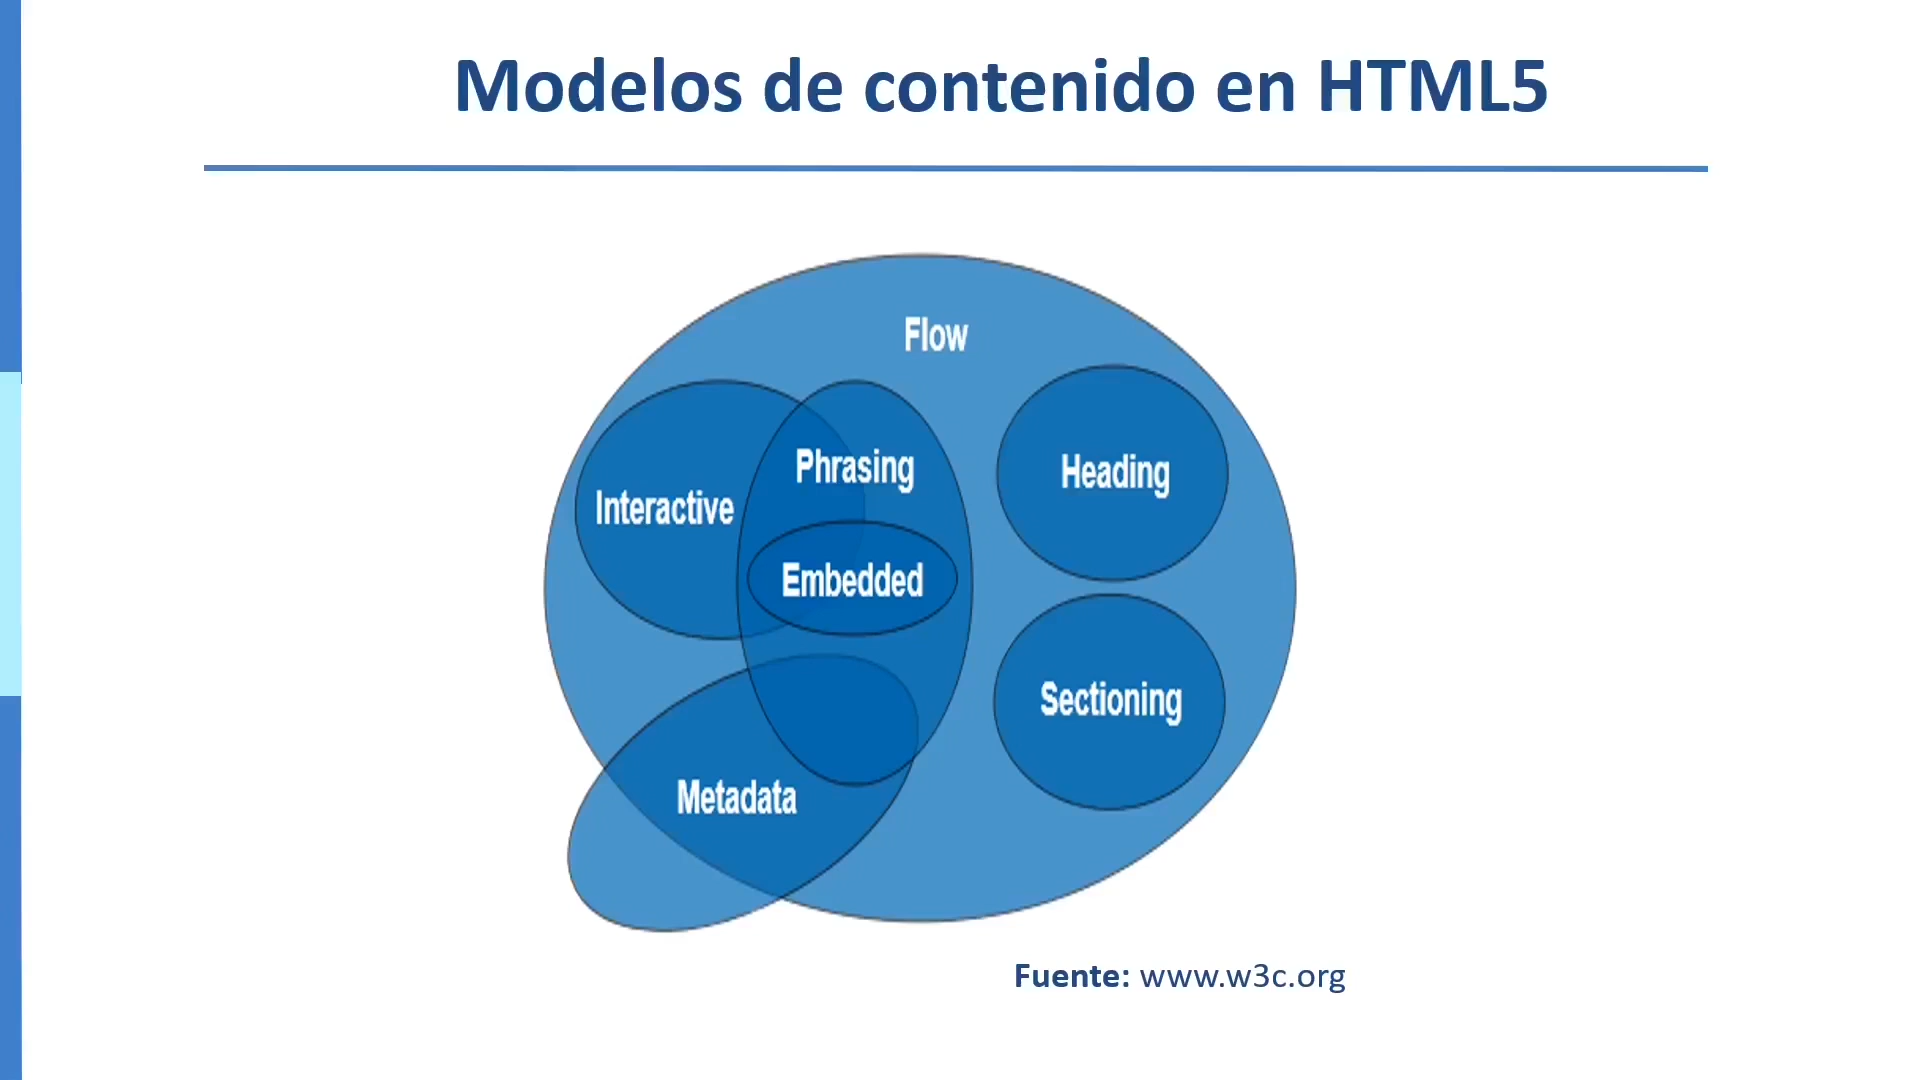 Modelos de contenido en HTML5
Flow
Phrasing
Heading
Interactive
Embedded
Sectioning
Metadata
Fuente: www.w3c.org